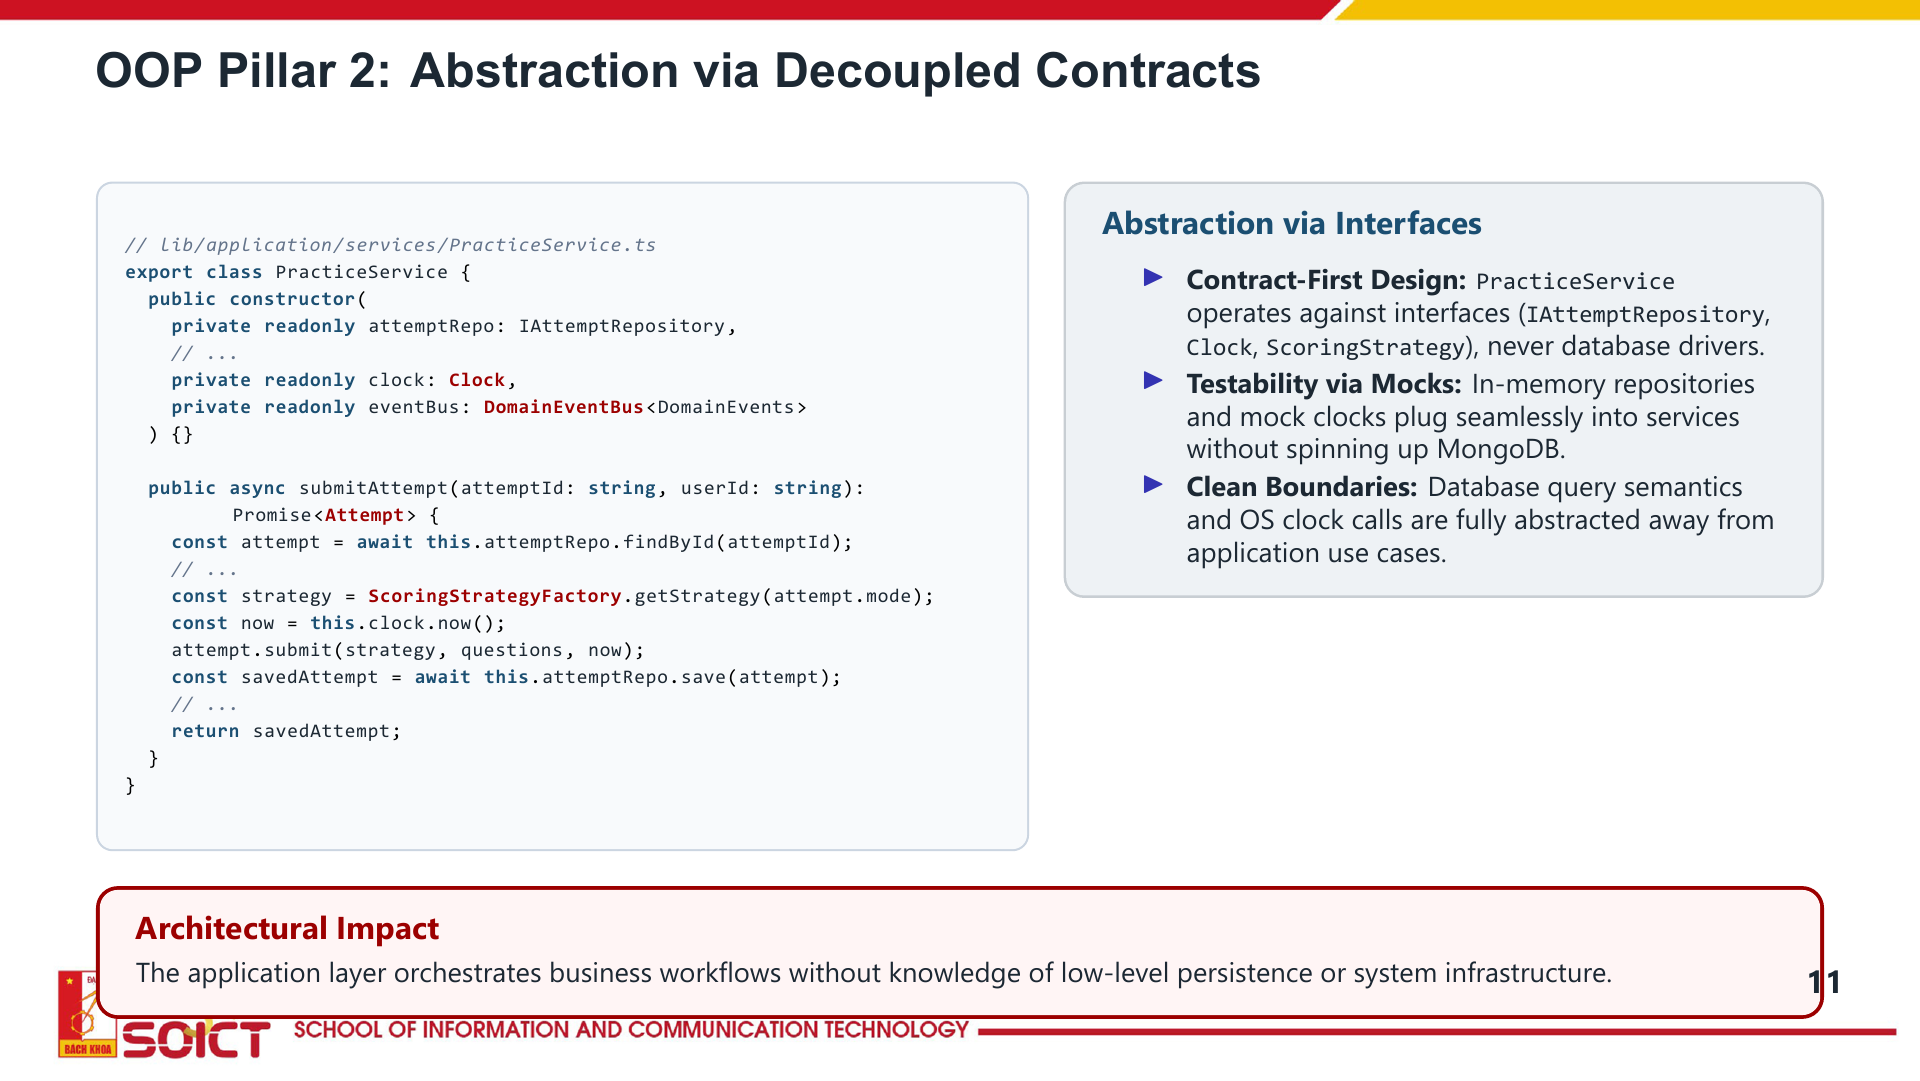 OOP Pillar 2: Abstraction via Decoupled Contracts
// lib/application/services/PracticeService.ts
export class PracticeService {
  public constructor(
    private readonly attemptRepo: IAttemptRepository,
    // ...
    private readonly clock: Clock,
    private readonly eventBus: DomainEventBus<DomainEvents>
  ) {}
  public async submitAttempt(attemptId: string, userId: string):
         Promise<Attempt> {
    const attempt = await this.attemptRepo.findById(attemptId);
    // ...
    const strategy = ScoringStrategyFactory.getStrategy(attempt.mode);
    const now = this.clock.now();
    attempt.submit(strategy, questions, now);
    const savedAttempt = await this.attemptRepo.save(attempt);
    // ...
    return savedAttempt;
  }
}
Abstraction via Interfaces
Contract-First Design: PracticeService
operates against interfaces (IAttemptRepository,
Clock, ScoringStrategy), never database drivers.
Testability via Mocks: In-memory repositories
and mock clocks plug seamlessly into services
without spinning up MongoDB.
Clean Boundaries: Database query semantics
and OS clock calls are fully abstracted away from
application use cases.
Architectural Impact
The application layer orchestrates business workflows without knowledge of low-level persistence or system infrastructure.
11
BÁCH KHOA
SOICT
SCHOOL OF INFORMATION AND COMMUNICATION TECHNOLOGY